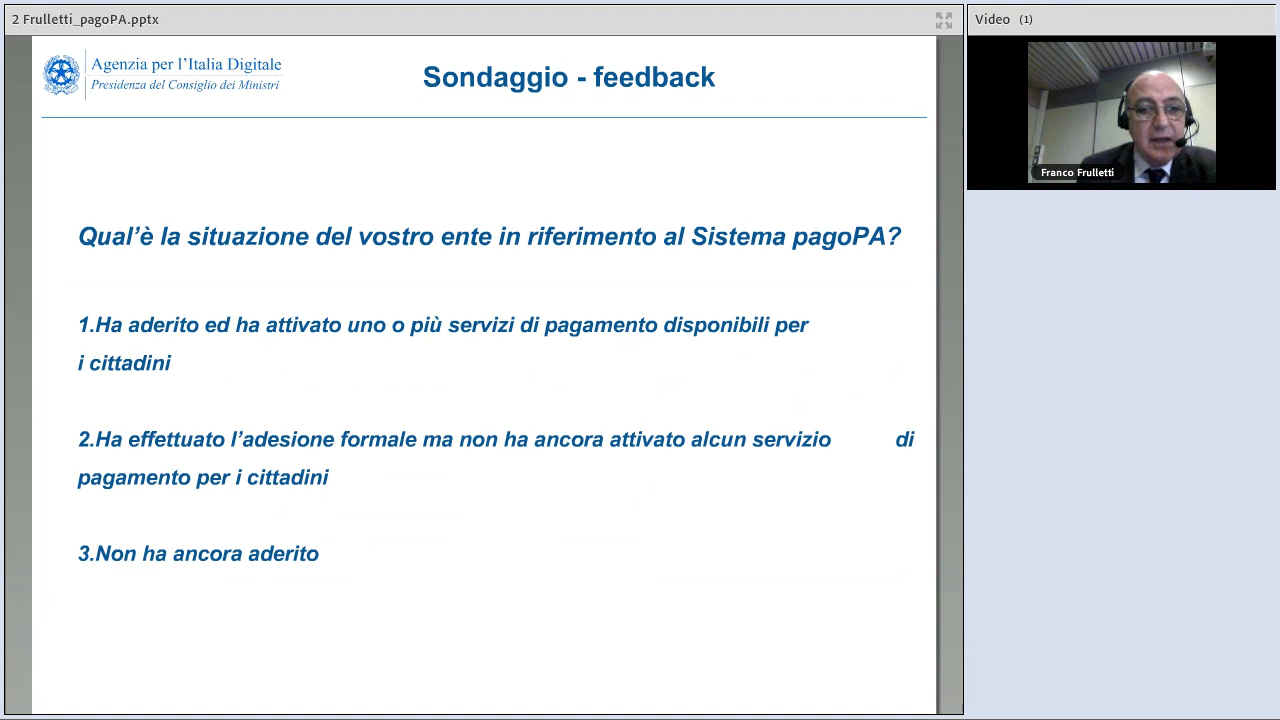 2 Frulletti_pagoPA.pptx
Video (1)
Agenzia per l'Italia Digitale
Presidenza del Consiglio dei Ministri
Sondaggio - feedback
Franco Frulletti
Qual’è la situazione del vostro ente in riferimento al Sistema pagoPA?
1.Ha aderito ed ha attivato uno o più servizi di pagamento disponibili per
i cittadini
2.Ha effettuato l’adesione formale ma non ha ancora attivato alcun servizio di
pagamento per i cittadini
3.Non ha ancora aderito